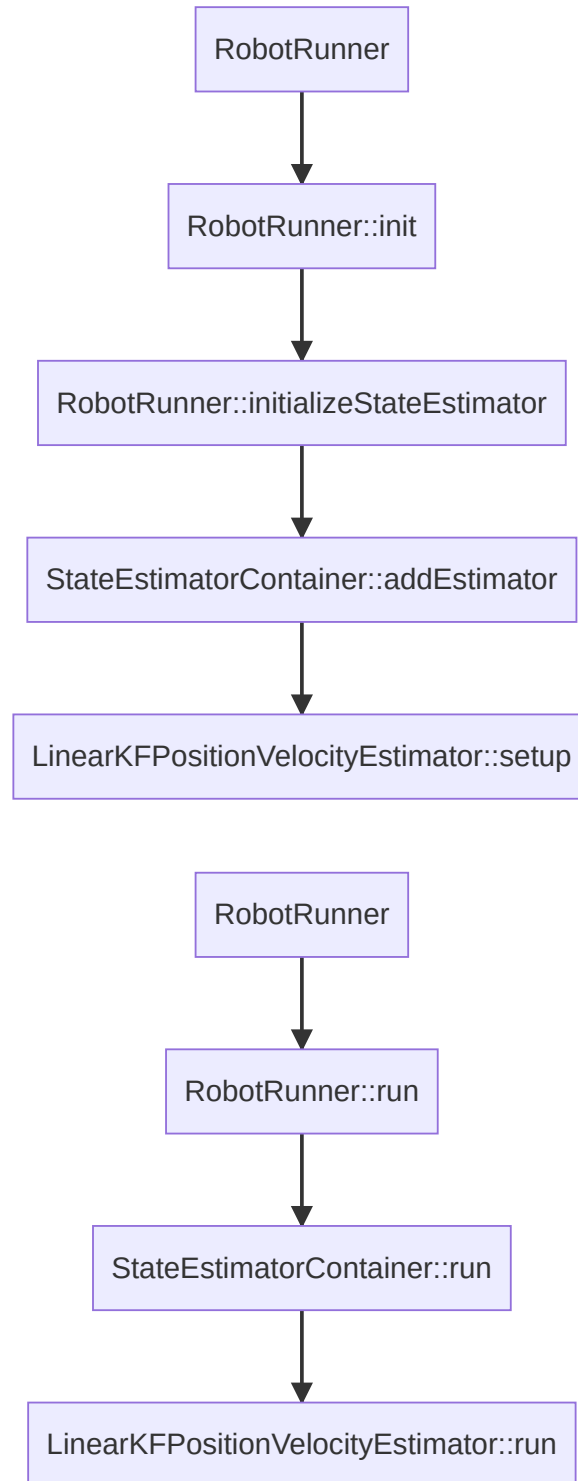 RobotRunner
RobotRunner::init
RobotRunner::initializeStateEstimator
StateEstimatorContainer::addEstimator
LinearKFPositionVelocityEstimator::setup
RobotRunner
RobotRunner::run
StateEstimatorContainer::run
LinearKFPositionVelocityEstimator::run